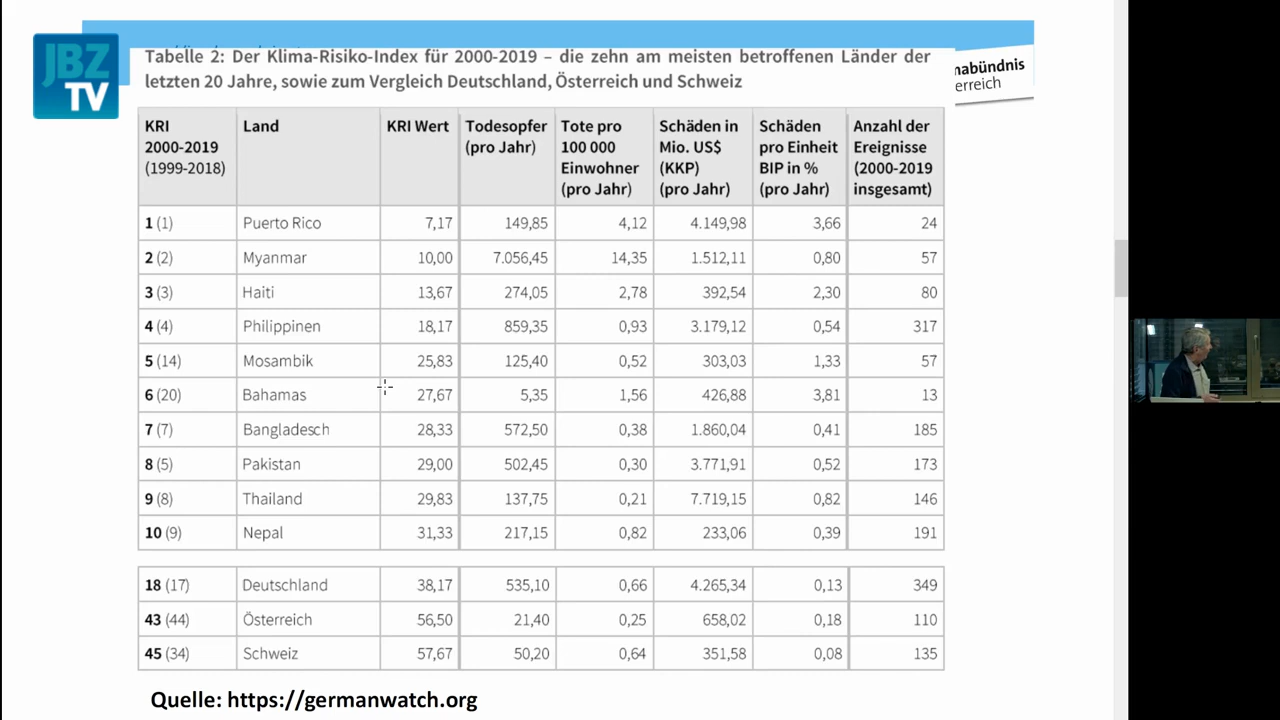 JBZ
TV
Tabelle 2: Der Klima-Risiko-Index für 2000-2019 – die zehn am meisten betroffenen Länder der
letzten 20 Jahre, sowie zum Vergleich Deutschland, Österreich und Schweiz
KRI 2000-2019 (1999-2018) Land KRI Wert Todesopfer (pro Jahr) Tote pro 100 000 Einwohner (pro Jahr) Schäden in Mio. US$ (KKP) (pro Jahr) Schäden pro Einheit BIP in % (pro Jahr) Anzahl der Ereignisse (2000-2019 insgesamt)
1 (1) Puerto Rico 7,17 149,85 4,12 4.149,98 3,66 24
2 (2) Myanmar 10,00 7.056,45 14,35 1.512,11 0,80 57
3 (3) Haiti 13,67 274,05 2,78 392,54 2,30 80
4 (4) Philippinen 18,17 859,35 0,93 3.179,12 0,54 317
5 (14) Mosambik 25,83 125,40 0,52 303,03 1,33 57
6 (20) Bahamas 27,67 5,35 1,56 426,88 3,81 13
7 (7) Bangladesch 28,33 572,50 0,38 1.860,04 0,41 185
8 (5) Pakistan 29,00 502,45 0,30 3.771,91 0,52 173
9 (8) Thailand 29,83 137,75 0,21 7.719,15 0,82 146
10 (9) Nepal 31,33 217,15 0,82 233,06 0,39 191
18 (17) Deutschland 38,17 535,10 0,66 4.265,34 0,13 349
43 (44) Österreich 56,50 21,40 0,25 658,02 0,18 110
45 (34) Schweiz 57,67 50,20 0,64 351,58 0,08 135
Quelle: https://germanwatch.org
mabündnis
erreich